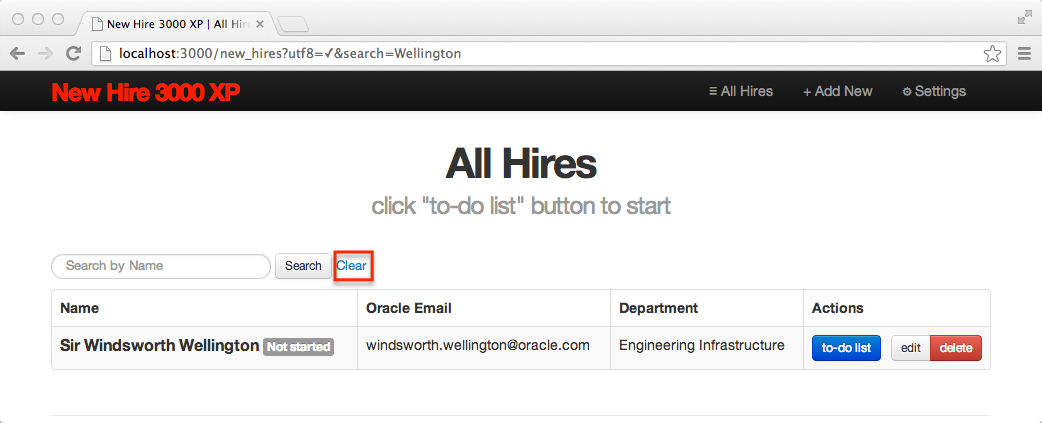 New Hire 3000 XP | All Hir
localhost:3000/new_hires?utf8=✓&search=Wellington
New Hire 3000 XP
≡ All Hires + Add New ⚙ Settings
All Hires
click "to-do list" button to start
Search by Name Search Clear
Name Oracle Email Department Actions
Sir Windsworth Wellington Not started windsworth.wellington@oracle.com Engineering Infrastructure to-do list edit delete